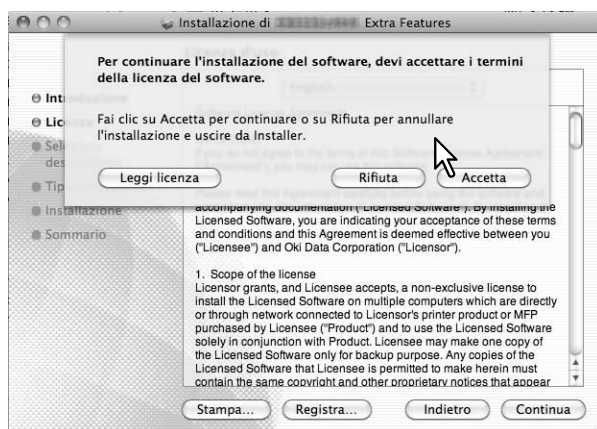 Installazione di Extra Features
Per continuare l'installazione del software, devi accettare i termini
della licenza del software.
Fai clic su Accetta per continuare o su Rifiuta per annullare
l'installazione e uscire da Installer.
Leggi licenza
Rifiuta
Accetta
Introduzione
Licenza
Installazione
Sommario
English
accompanying documentation ("Licensed Software"). By installing the
Licensed Software, you are indicating your acceptance of these terms
and conditions and this Agreement is deemed effective between you
("Licensee") and Oki Data Corporation ("Licensor").
1. Scope of the license
Licensor grants, and Licensee accepts, a non-exclusive license to
install the Licensed Software on multiple computers which are directly
or through network connected to Licensor's printer product or MFP
purchased by Licensee ("Product") and to use the Licensed Software
solely in conjunction with Product. Licensee may make one copy of
the Licensed Software only for backup purpose. Any copies of the
Licensed Software that Licensee is permitted to make herein must
contain the same copyright and other proprietary notices that appear
Stampa...
Registra...
Indietro
Continua